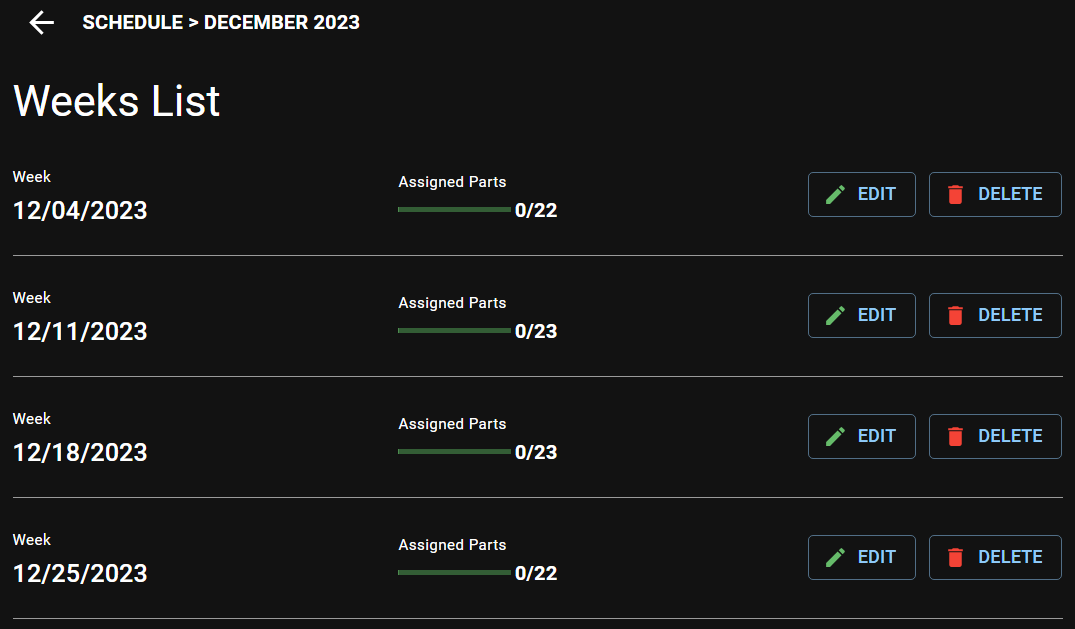 SCHEDULE > DECEMBER 2023
Weeks List
Week
12/04/2023
Assigned Parts
0/22
EDIT
DELETE
Week
12/11/2023
Assigned Parts
0/23
EDIT
DELETE
Week
12/18/2023
Assigned Parts
0/23
EDIT
DELETE
Week
12/25/2023
Assigned Parts
0/22
EDIT
DELETE